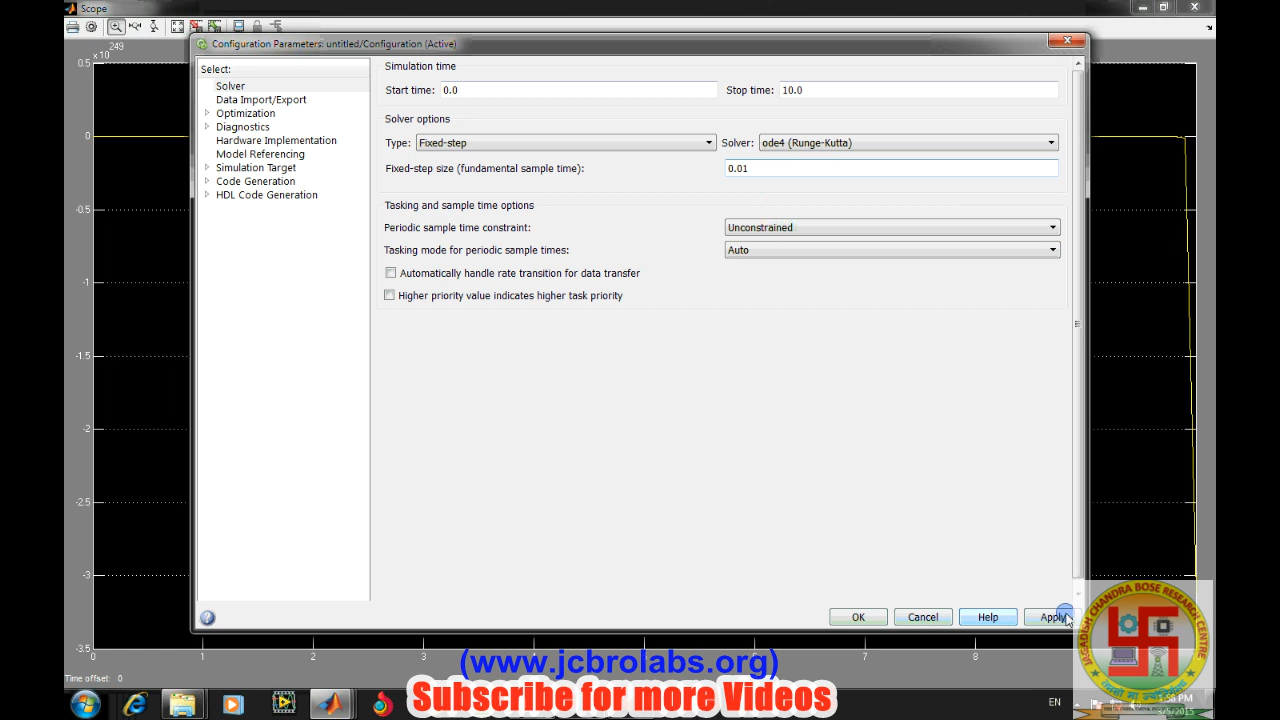 Scope
249
x 10
Configuration Parameters: untitled/Configuration (Active)
Select:
Solver
Data Import/Export
Optimization
Diagnostics
Hardware Implementation
Model Referencing
Simulation Target
Code Generation
HDL Code Generation
Simulation time
Start time: 0.0 Stop time: 10.0
Solver options
Type: Fixed-step Solver: ode4 (Runge-Kutta)
Fixed-step size (fundamental sample time): 0.01
Tasking and sample time options
Periodic sample time constraint: Unconstrained
Tasking mode for periodic sample times: Auto
Automatically handle rate transition for data transfer
Higher priority value indicates higher task priority
OK Cancel Help Apply
0.5
0
-0.5
-1
-1.5
-2
-2.5
-3
-3.5
0 1 2 3 4 5 6 7 8
Time offset: 0
(www.jcbrolabs.org)
Subscribe for more Videos
EN
JAGADISH CHANDRA BOSE RESEARCH CENTRE